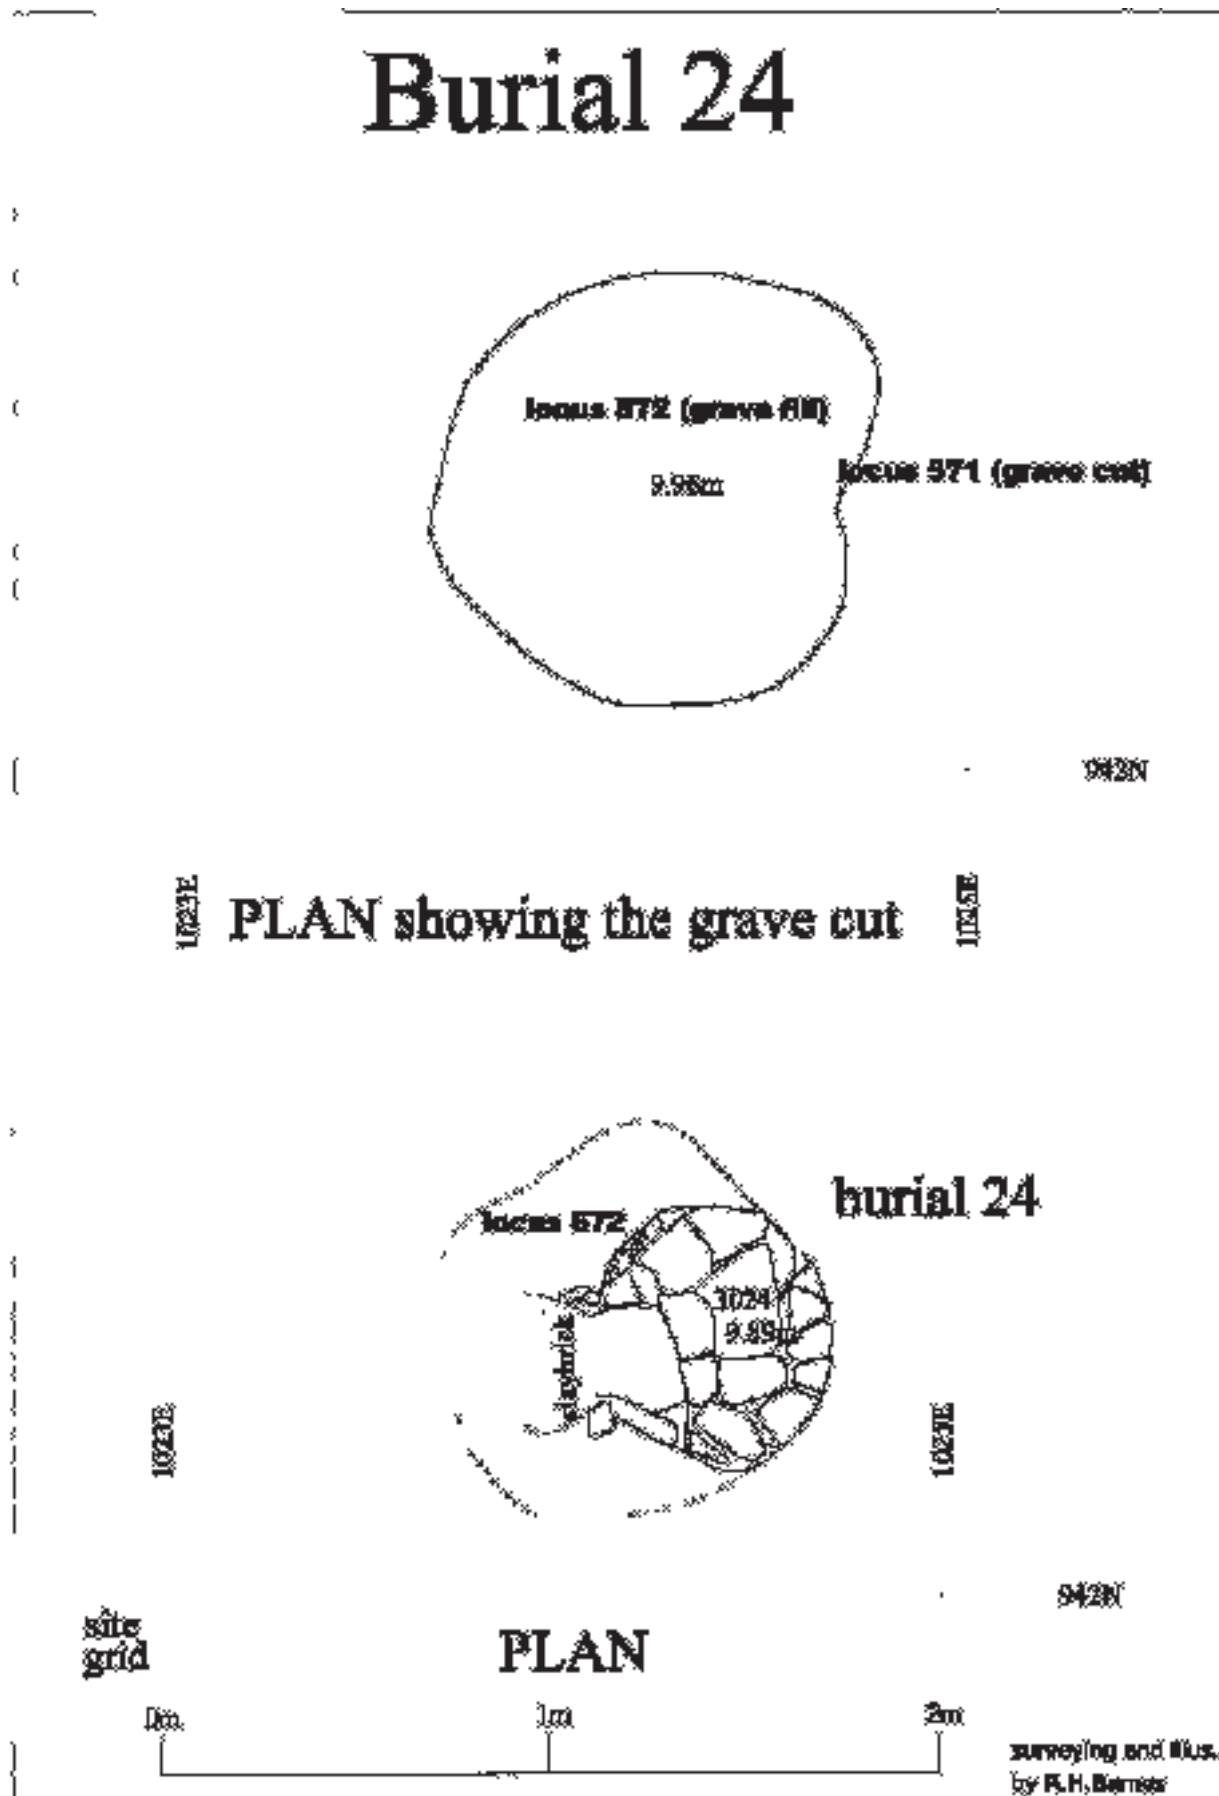 Burial 24
locus 572 (grave fill)
locus 571 (grave cut)
9.98m
942N
1023E
PLAN showing the grave cut
1025E
burial 24
locus 572
1024
9.89m
claybrick
1023E
1025E
942N
site
grid
PLAN
0m
1m
2m
surveying and illus.
by R.H.Barnes